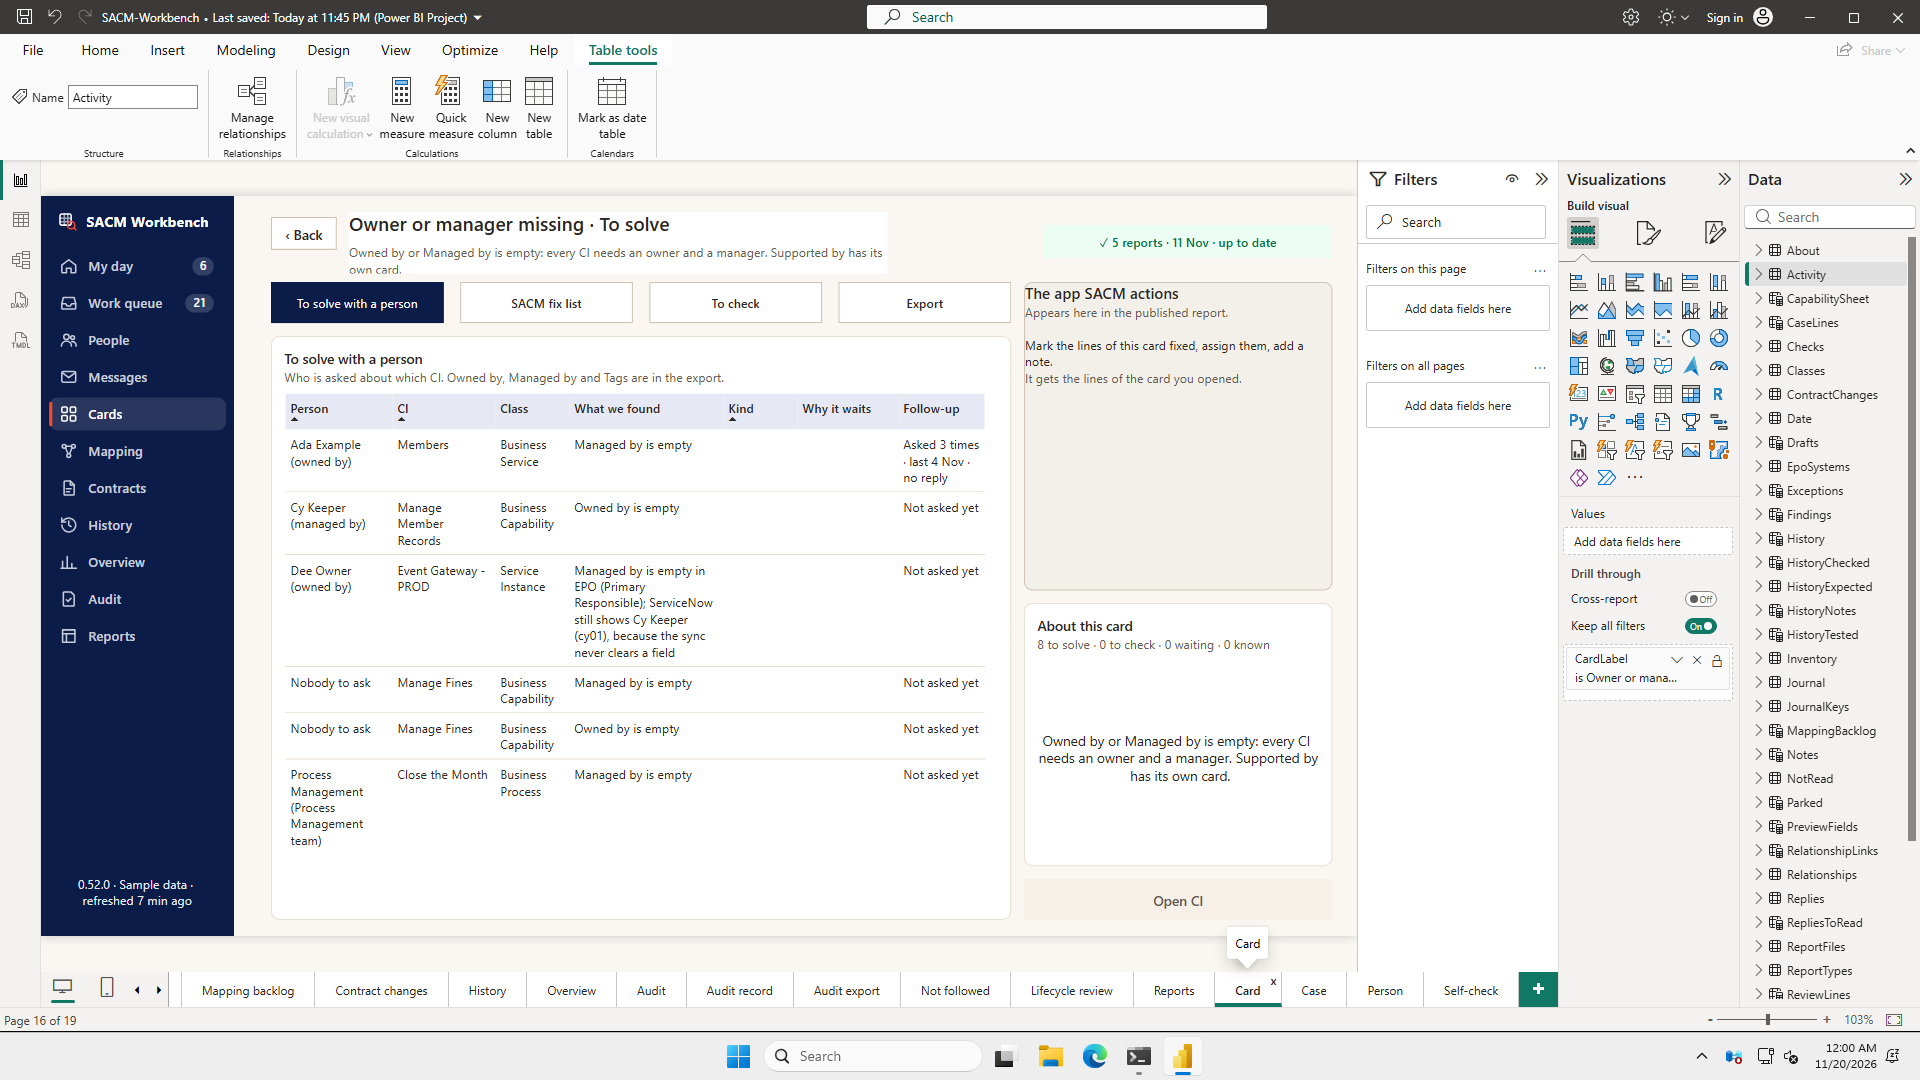 SACM-Workbench • Last saved: Today at 11:45 PM (Power BI Project)
Search
Sign in
File
Home
Insert
Modeling
Design
View
Optimize
Help
Table tools
Share
Name
Activity
Structure
Manage
relationships
Relationships
New visual
calculation
New
measure
Quick
measure
New
column
New
table
Calculations
Mark as date
table
Calendars
SACM Workbench
My day
6
Work queue
21
People
Messages
Cards
Mapping
Contracts
History
Overview
Audit
Reports
0.52.0 · Sample data ·
refreshed 7 min ago
‹ Back
Owner or manager missing · To solve
Owned by or Managed by is empty: every CI needs an owner and a manager. Supported by has its
own card.
✓ 5 reports · 11 Nov · up to date
To solve with a person
SACM fix list
To check
Export
To solve with a person
Who is asked about which CI. Owned by, Managed by and Tags are in the export.
Person
CI
Class
What we found
Kind
Why it waits
Follow-up
Ada Example
(owned by)
Members
Business
Service
Managed by is empty
Asked 3 times
· last 4 Nov ·
no reply
Cy Keeper
(managed by)
Manage
Member
Records
Business
Capability
Owned by is empty
Not asked yet
Dee Owner
(owned by)
Event Gateway -
PROD
Service
Instance
Managed by is empty in
EPO (Primary
Responsible); ServiceNow
still shows Cy Keeper
(cy01), because the sync
never clears a field
Not asked yet
Nobody to ask
Manage Fines
Business
Capability
Managed by is empty
Not asked yet
Nobody to ask
Manage Fines
Business
Capability
Owned by is empty
Not asked yet
Process
Management
(Process
Management
team)
Close the Month
Business
Process
Managed by is empty
Not asked yet
The app SACM actions
Appears here in the published report.
Mark the lines of this card fixed, assign them, add a
note.
It gets the lines of the card you opened.
About this card
8 to solve · 0 to check · 0 waiting · 0 known
Owned by or Managed by is empty: every CI
needs an owner and a manager. Supported by
has its own card.
Open CI
Card
Filters
Search
Filters on this page
...
Add data fields here
Filters on all pages
...
Add data fields here
Visualizations
Build visual
123
R
Py
...
Values
Add data fields here
Drill through
Cross-report
Off
Keep all filters
On
CardLabel
is Owner or mana...
Data
Search
About
Activity
CapabilitySheet
CaseLines
Checks
Classes
ContractChanges
Date
Drafts
EpoSystems
Exceptions
Findings
History
HistoryChecked
HistoryExpected
HistoryNotes
HistoryTested
Inventory
Journal
JournalKeys
MappingBacklog
Notes
NotRead
Parked
PreviewFields
RelationshipLinks
Relationships
Replies
RepliesToRead
ReportFiles
ReportTypes
ReviewLines
DAX
TMDL
Mapping backlog
Contract changes
History
Overview
Audit
Audit record
Audit export
Not followed
Lifecycle review
Reports
Card
x
Case
Person
Self-check
+
Page 16 of 19
-
+
103%
Search
12:00 AM
11/20/2026